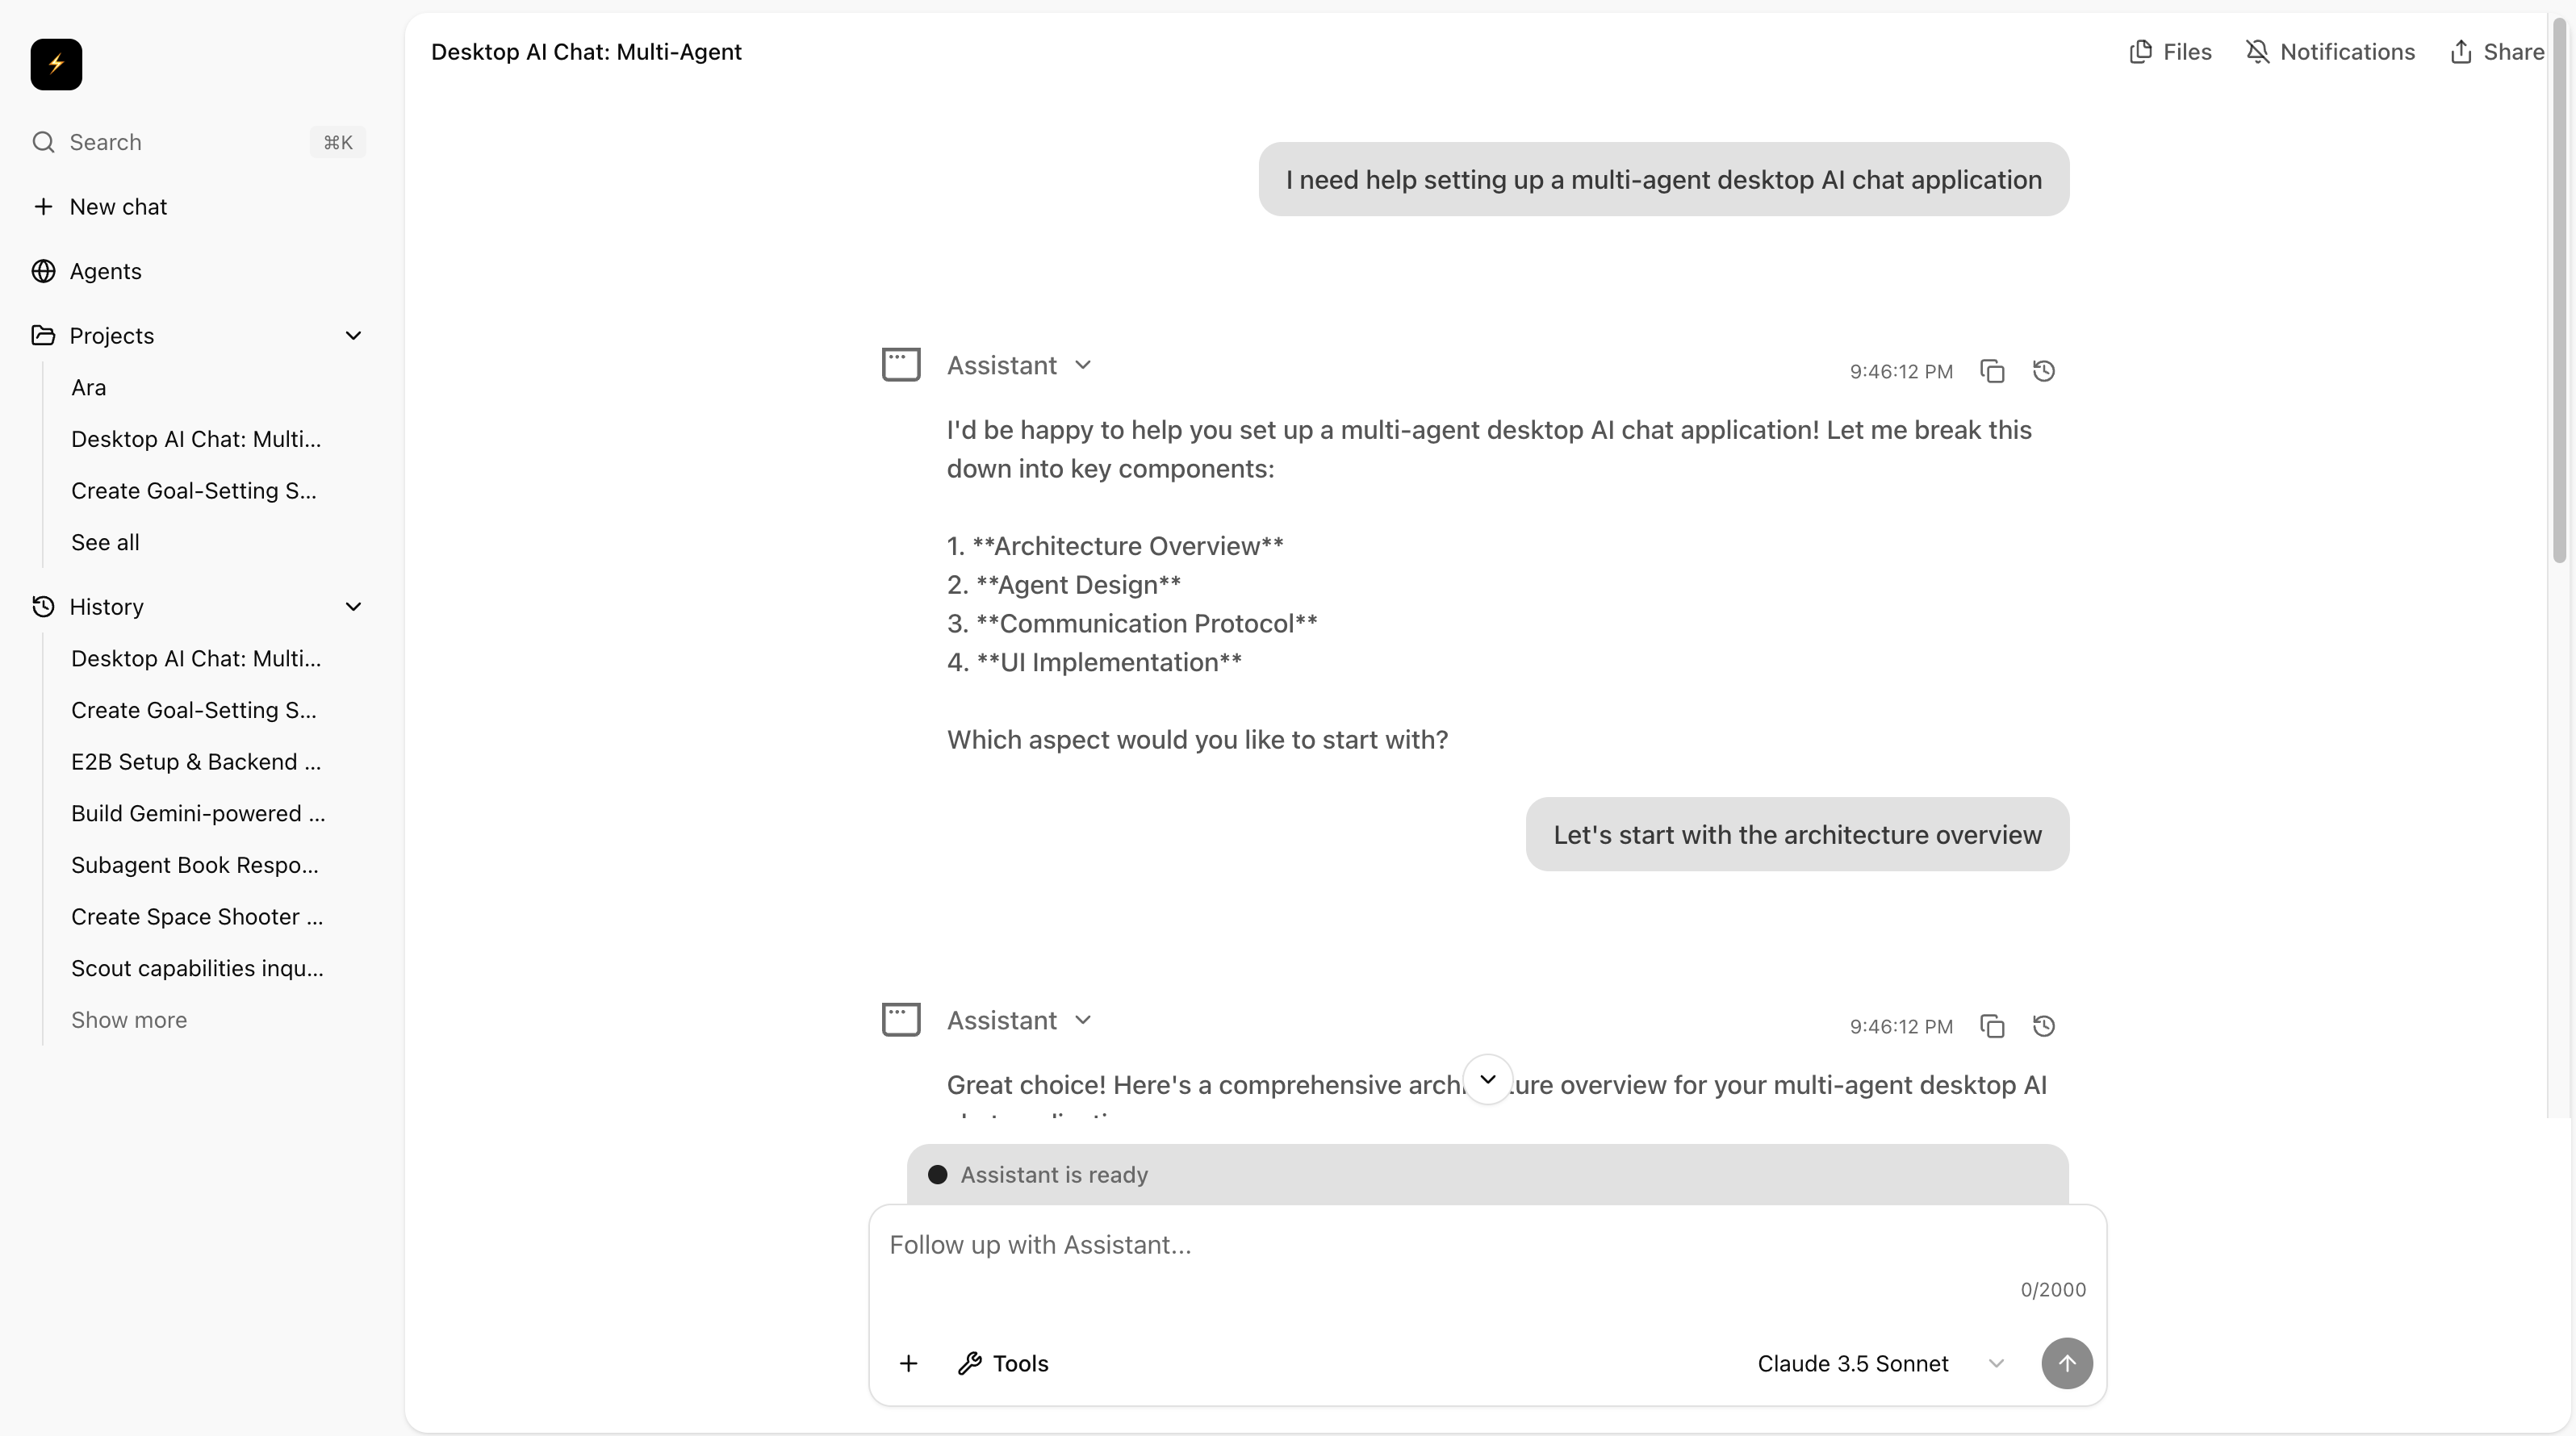 Desktop AI Chat: Multi-Agent
Files
Notifications
Share
Search
⌘K
New chat
Agents
Projects
Ara
Desktop AI Chat: Multi...
Create Goal-Setting S...
See all
History
Desktop AI Chat: Multi...
Create Goal-Setting S...
E2B Setup & Backend ...
Build Gemini-powered ...
Subagent Book Respo...
Create Space Shooter ...
Scout capabilities inqu...
Show more
I need help setting up a multi-agent desktop AI chat application
Assistant
9:46:12 PM
I'd be happy to help you set up a multi-agent desktop AI chat application! Let me break this
down into key components:
1. **Architecture Overview**
2. **Agent Design**
3. **Communication Protocol**
4. **UI Implementation**
Which aspect would you like to start with?
Let's start with the architecture overview
Assistant
9:46:12 PM
Great choice! Here's a comprehensive architecture overview for your multi-agent desktop AI
Assistant is ready
Follow up with Assistant...
0/2000
Tools
Claude 3.5 Sonnet